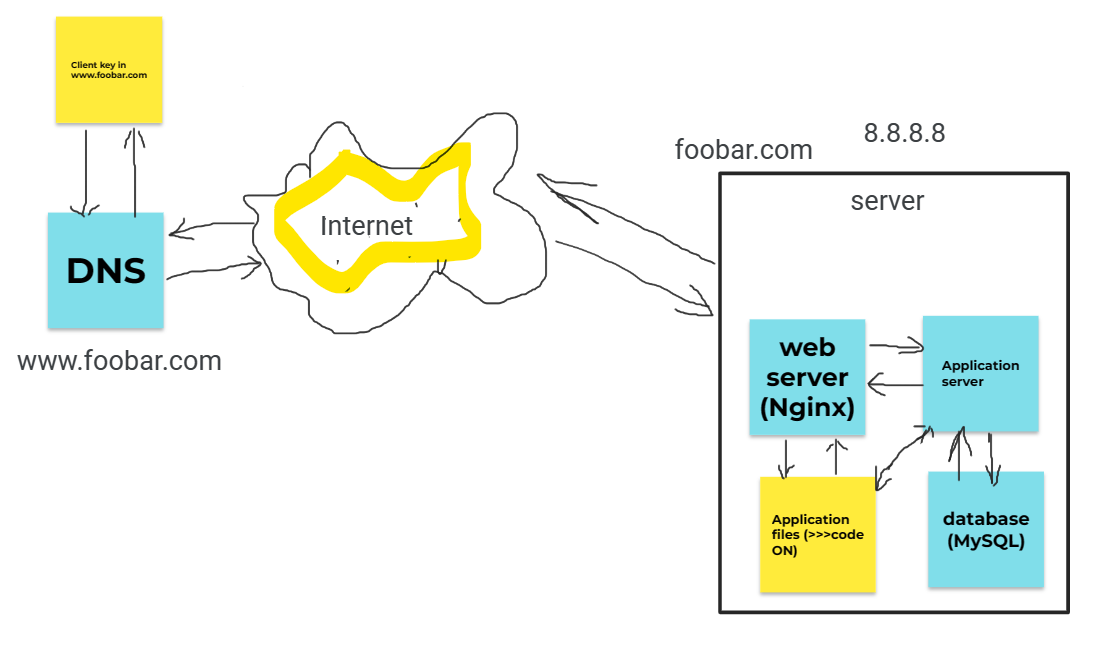 Client key in
www.foobar.com
DNS
www.foobar.com
Internet
foobar.com
8.8.8.8
server
web
server
(Nginx)
Application
server
Application
files (>>>code
ON)
database
(MySQL)